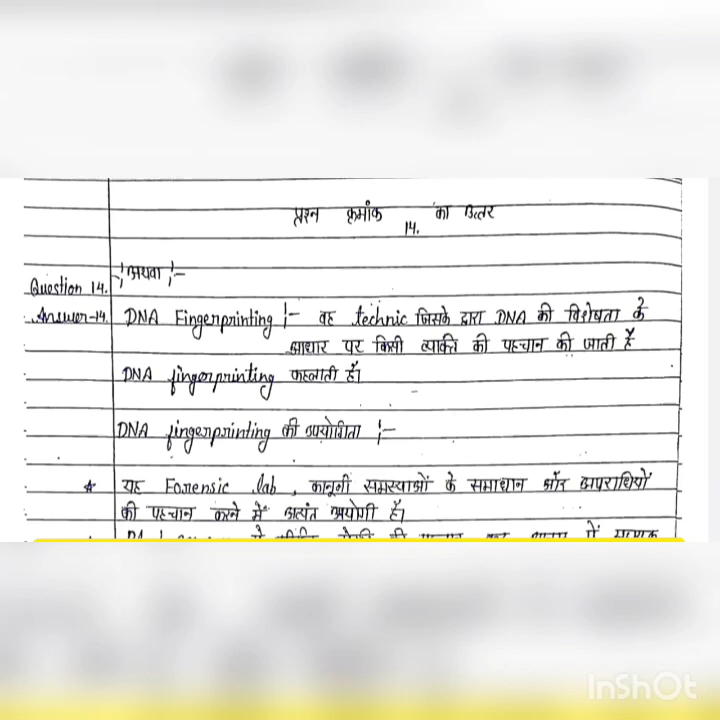 प्रश्न क्रमांक 14. का उत्तर
Question 14. ¦अथवा¦-
Answer-14. DNA Fingerprinting ¦- वह technic जिसके द्वारा DNA की विशेषता के
आधार पर किसी व्यक्ति की पहचान की जाती है
DNA fingerprinting कहलाती है।
DNA fingerprinting की उपयोगिता ¦-
* यह Forensic lab, कानूनी समस्याओं के समाधान और अपराधियों
की पहचान करने में अत्यंत उपयोगी है।
InShOt